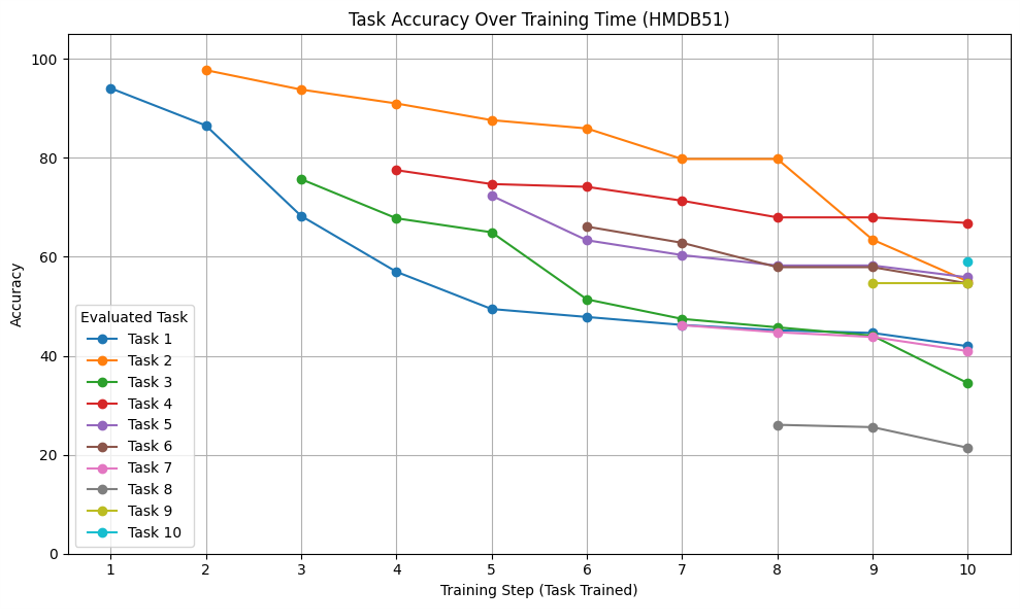 Task Accuracy Over Training Time (HMDB51)
Accuracy
100
80
60
40
20
0
Evaluated Task
Task 1
Task 2
Task 3
Task 4
Task 5
Task 6
Task 7
Task 8
Task 9
Task 10
1 2 3 4 5 6 7 8 9 10
Training Step (Task Trained)